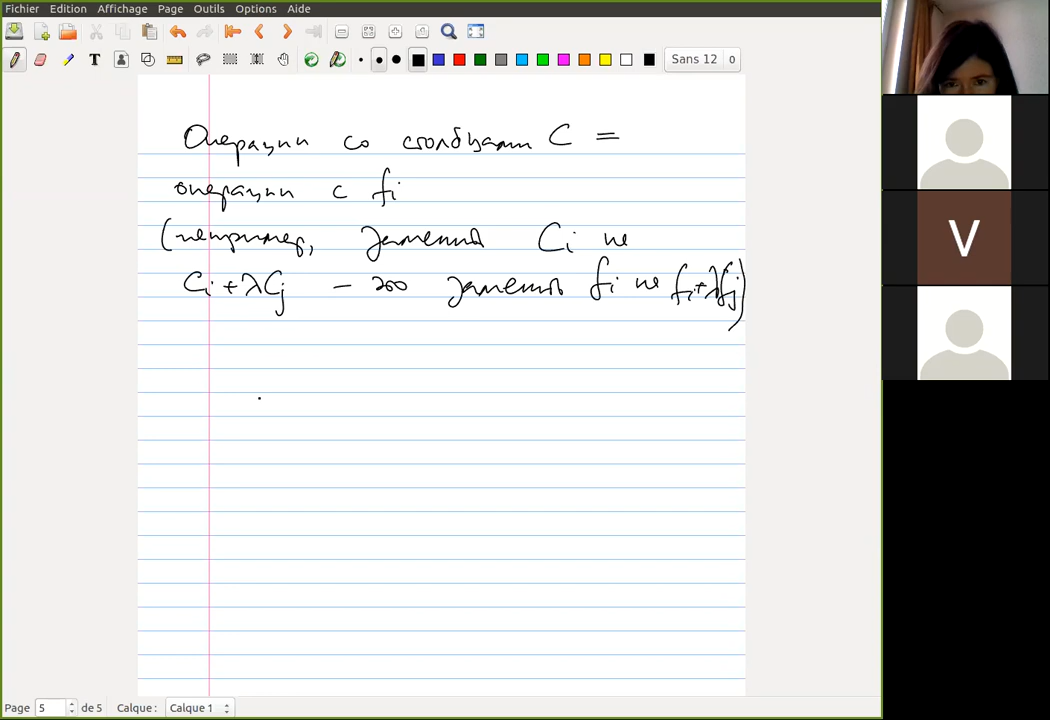 Fichier Edition Affichage Page Outils Options Aide
Sans 12 0
Операции со столбцами C =
операции с fi
(например, замена Ci на
Ci + λCj – это замена fi на fi+λfj)
V
Page 5 de 5 Calque : Calque 1